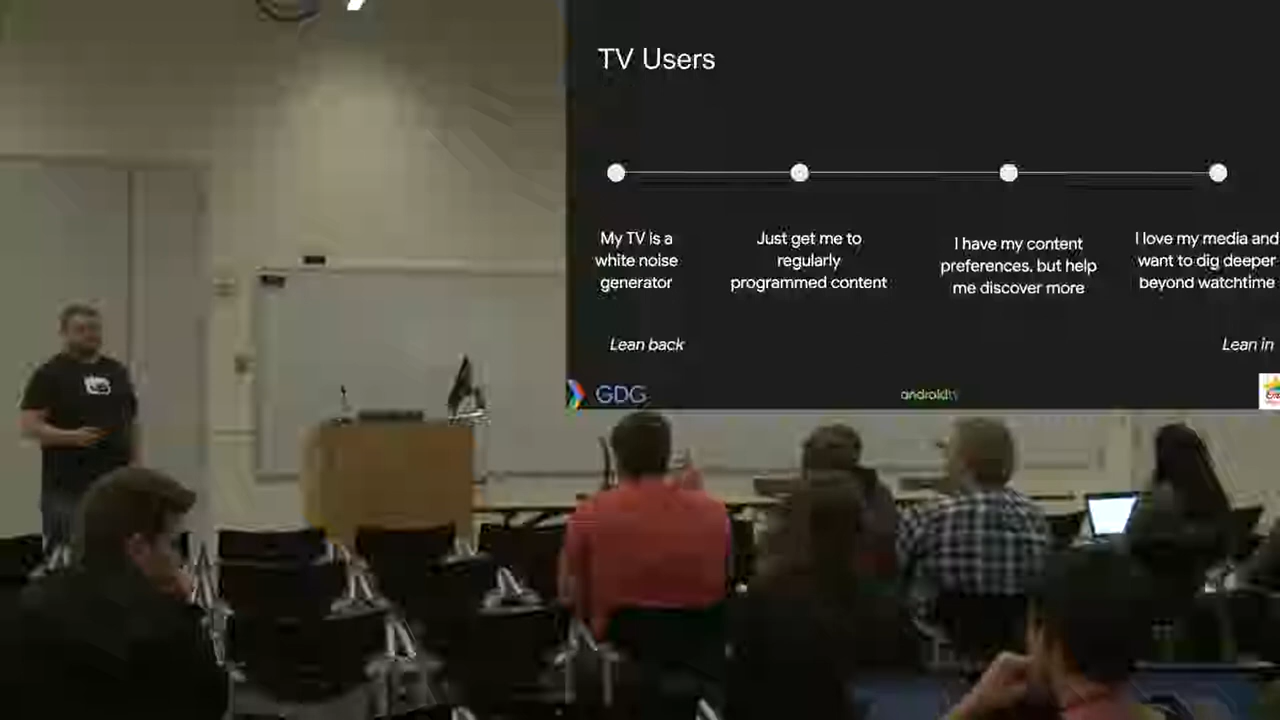 TV Users
My TV is a
white noise
generator
Just get me to
regularly
programmed content
I have my content
preferences, but help
me discover more
I love my media and
want to dig deeper
beyond watchtime
Lean back
Lean in
GDG
androidtv